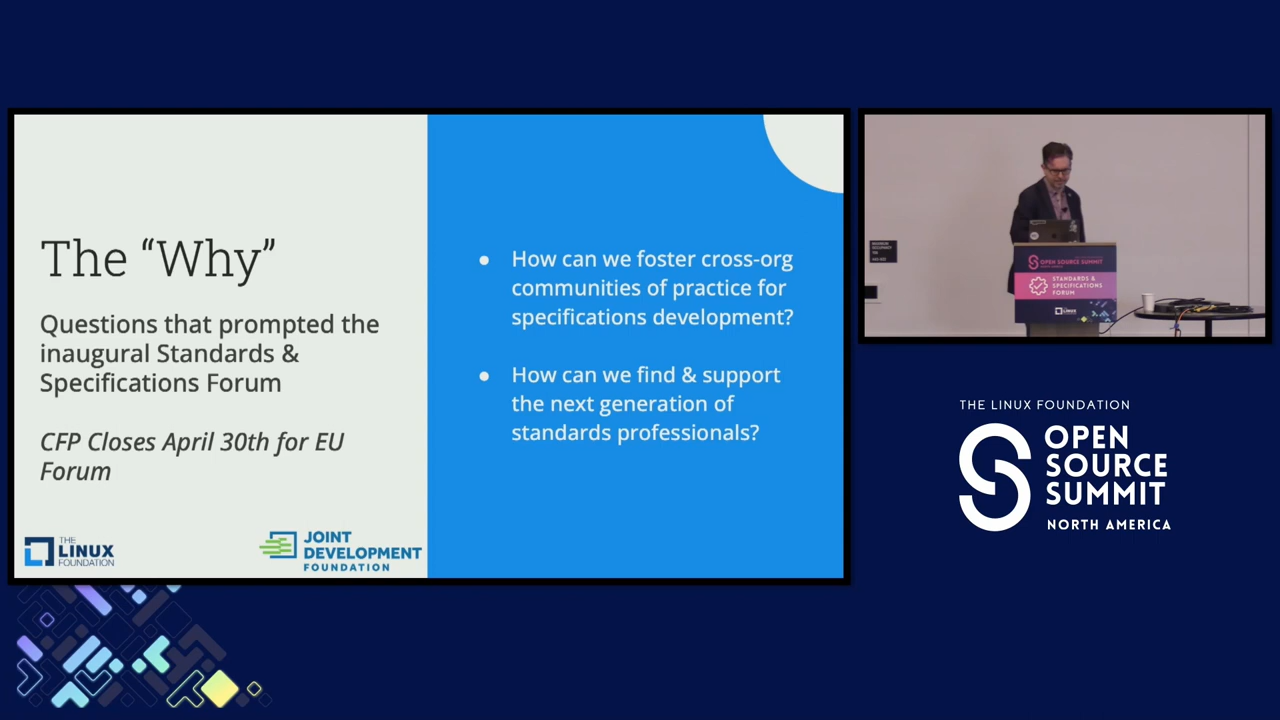 The “Why”
Questions that prompted the
inaugural Standards &
Specifications Forum
CFP Closes April 30th for EU
Forum
THE
LINUX
FOUNDATION
JOINT
DEVELOPMENT
FOUNDATION
● How can we foster cross-org
communities of practice for
specifications development?
● How can we find & support
the next generation of
standards professionals?
OPEN SOURCE SUMMIT
STANDARDS &
SPECIFICATIONS
FORUM
LINUX
THE LINUX FOUNDATION
OPEN
SOURCE
SUMMIT
NORTH AMERICA